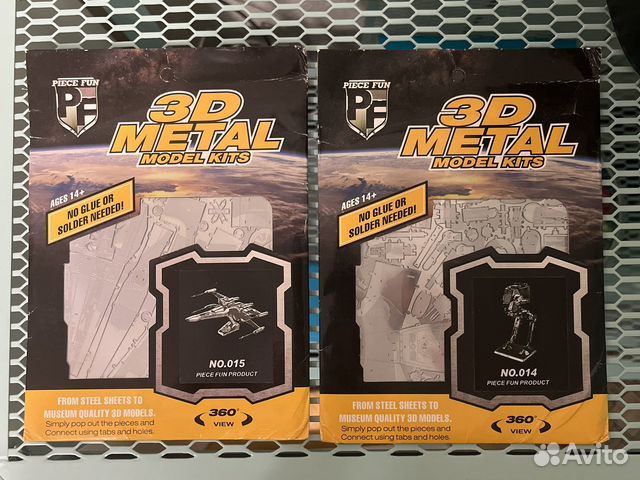 PIECE FUN
PF
3D
METAL
MODEL KITS
AGES 14+
NO GLUE OR
SOLDER NEEDED!
NO.015
PIECE FUN PRODUCT
FROM STEEL SHEETS TO
MUSEUM QUALITY 3D MODELS.
Simply pop out the pieces and
Connect using tabs and holes.
360°
VIEW
PIECE FUN
PF
3D
METAL
MODEL KITS
AGES 14+
NO GLUE OR
SOLDER NEEDED!
NO.014
PIECE FUN PRODUCT
FROM STEEL SHEETS TO
MUSEUM QUALITY 3D MODELS.
Simply pop out the pieces and
Connect using tabs and holes.
360°
VIEW
Avito